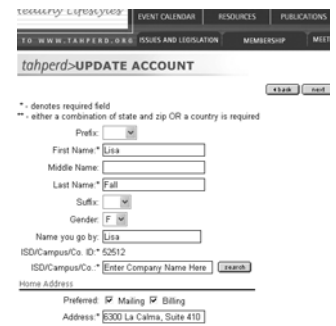 Healthy Lifestyles
EVENT CALENDAR RESOURCES PUBLICATIONS
TO WWW.TAHPERD.ORG ISSUES AND LEGISLATION MEMBERSHIP MEET
tahperd>UPDATE ACCOUNT
back next
* - denotes required field
** - either a combination of state and zip OR a country is required
Prefix:
First Name:* Lisa
Middle Name:
Last Name:* Fall
Suffix:
Gender: F
Name you go by: Lisa
ISD/Campus/Co. ID:* 52512
ISD/Campus/Co.:* Enter Company Name Here search
Home Address
Preferred: Mailing Billing
Address:* 6300 La Calma, Suite 410